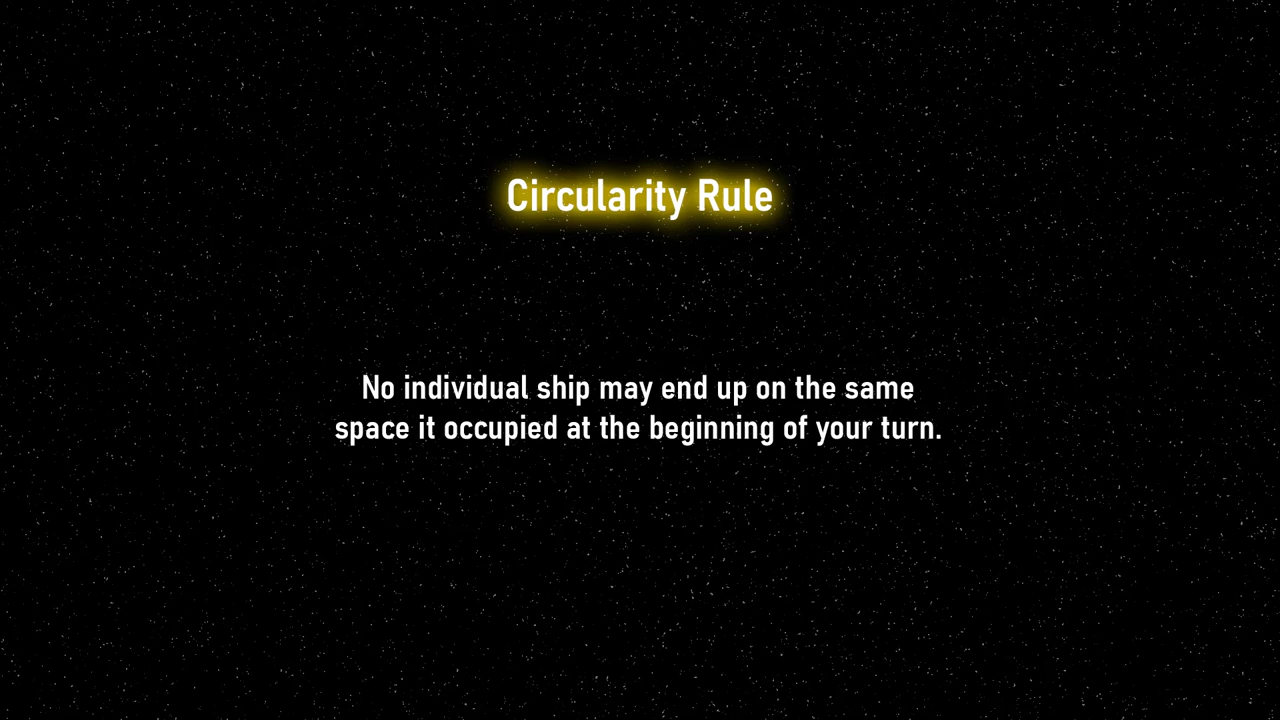 Circularity Rule
No individual ship may end up on the same
space it occupied at the beginning of your turn.